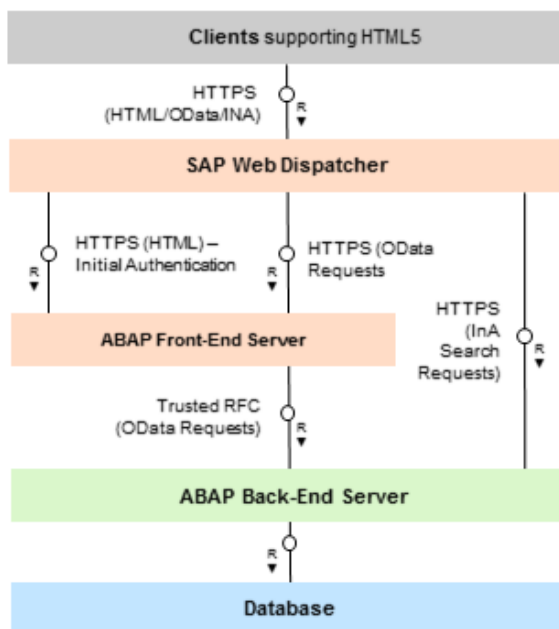 Clients supporting HTML5
HTTPS
(HTML/OData/INA)
R
SAP Web Dispatcher
HTTPS (HTML) –
Initial Authentication
R
HTTPS (OData
Requests
R
HTTPS
(InA
Search
Requests)
R
ABAP Front-End Server
Trusted RFC
(OData Requests)
R
ABAP Back-End Server
R
Database